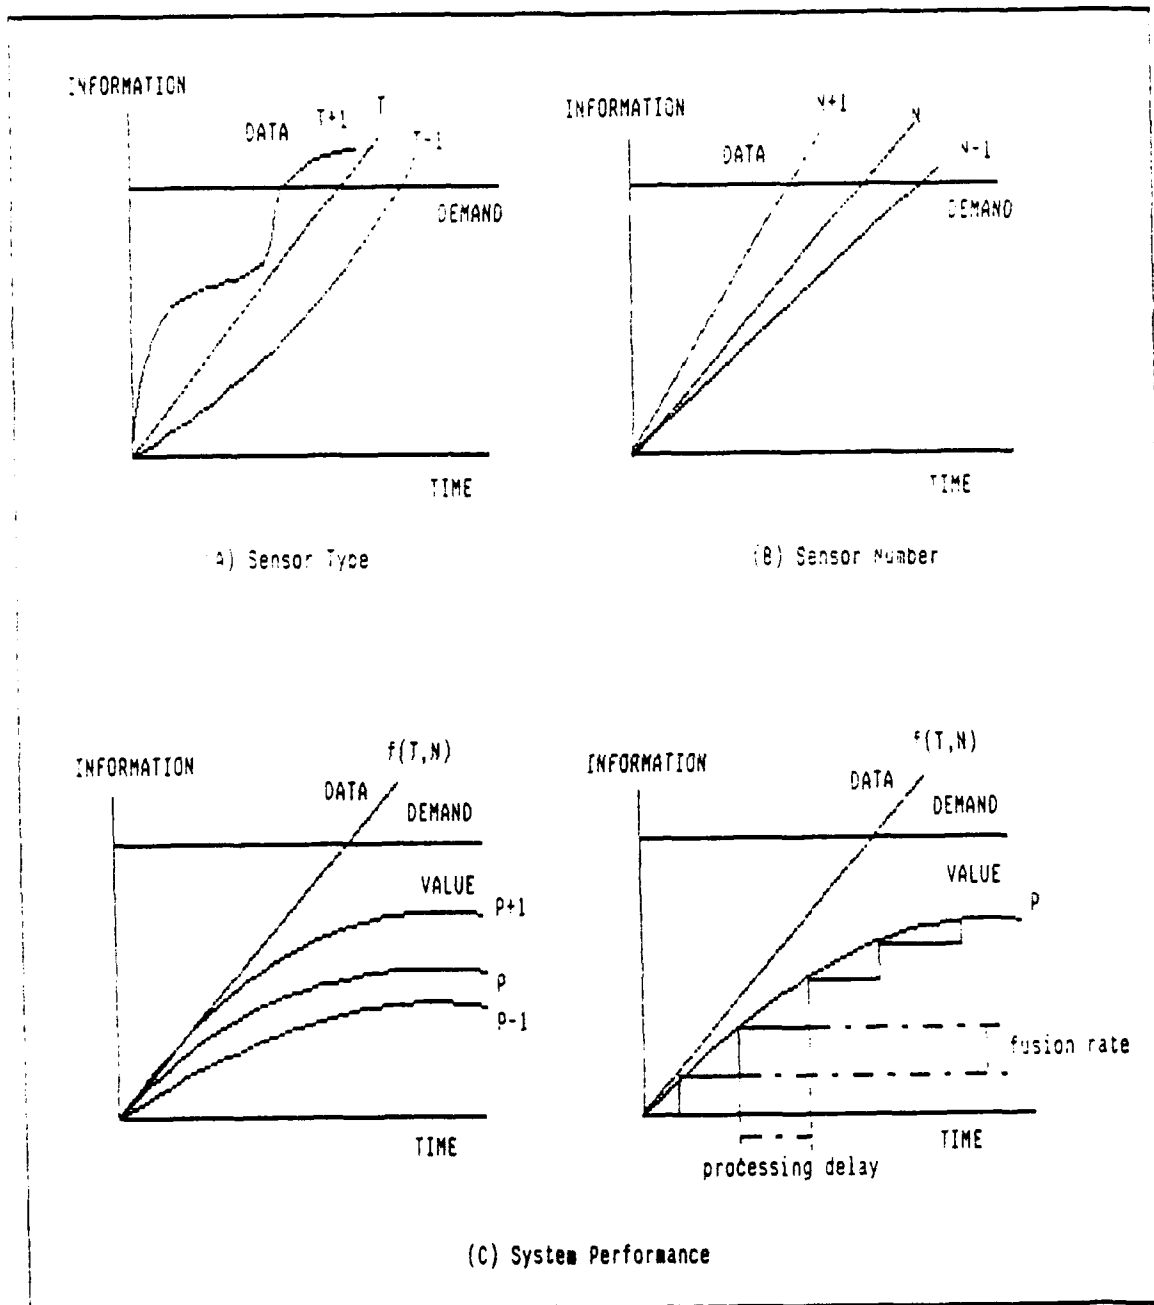 INFORMATION
DATA
T+1
T
T-1
DEMAND
TIME
(A) Sensor Type
INFORMATION
DATA
N+1
N
N-1
DEMAND
TIME
(B) Sensor Number
INFORMATION
DATA
f(T,N)
DEMAND
VALUE
P+1
P
P-1
TIME
INFORMATION
DATA
f(T,N)
DEMAND
VALUE
P
fusion rate
TIME
processing delay
(C) System Performance